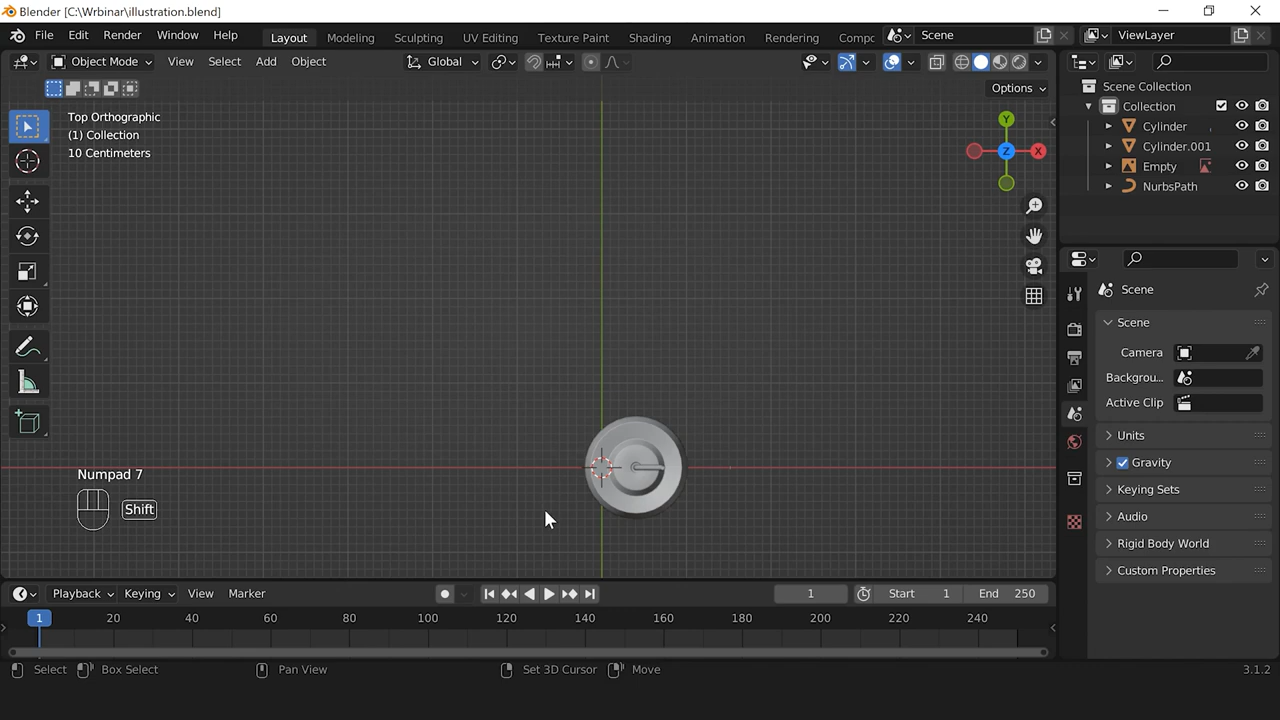 Blender [C:\Wrbinar\illustration.blend]
File Edit Render Window Help Layout Modeling Sculpting UV Editing Texture Paint Shading Animation Rendering Compc Scene ViewLayer
Object Mode View Select Add Object Global
Options
Top Orthographic
(1) Collection
10 Centimeters
Y
Z
X
Numpad 7
Shift
Scene Collection
Collection
Cylinder
Cylinder.001
Empty
NurbsPath
Scene
Scene
Camera
Backgrou...
Active Clip
Units
Gravity
Keying Sets
Audio
Rigid Body World
Custom Properties
Playback Keying View Marker 1 Start 1 End 250
1 20 40 60 80 100 120 140 160 180 200 220 240
Select Box Select Pan View Set 3D Cursor Move 3.1.2